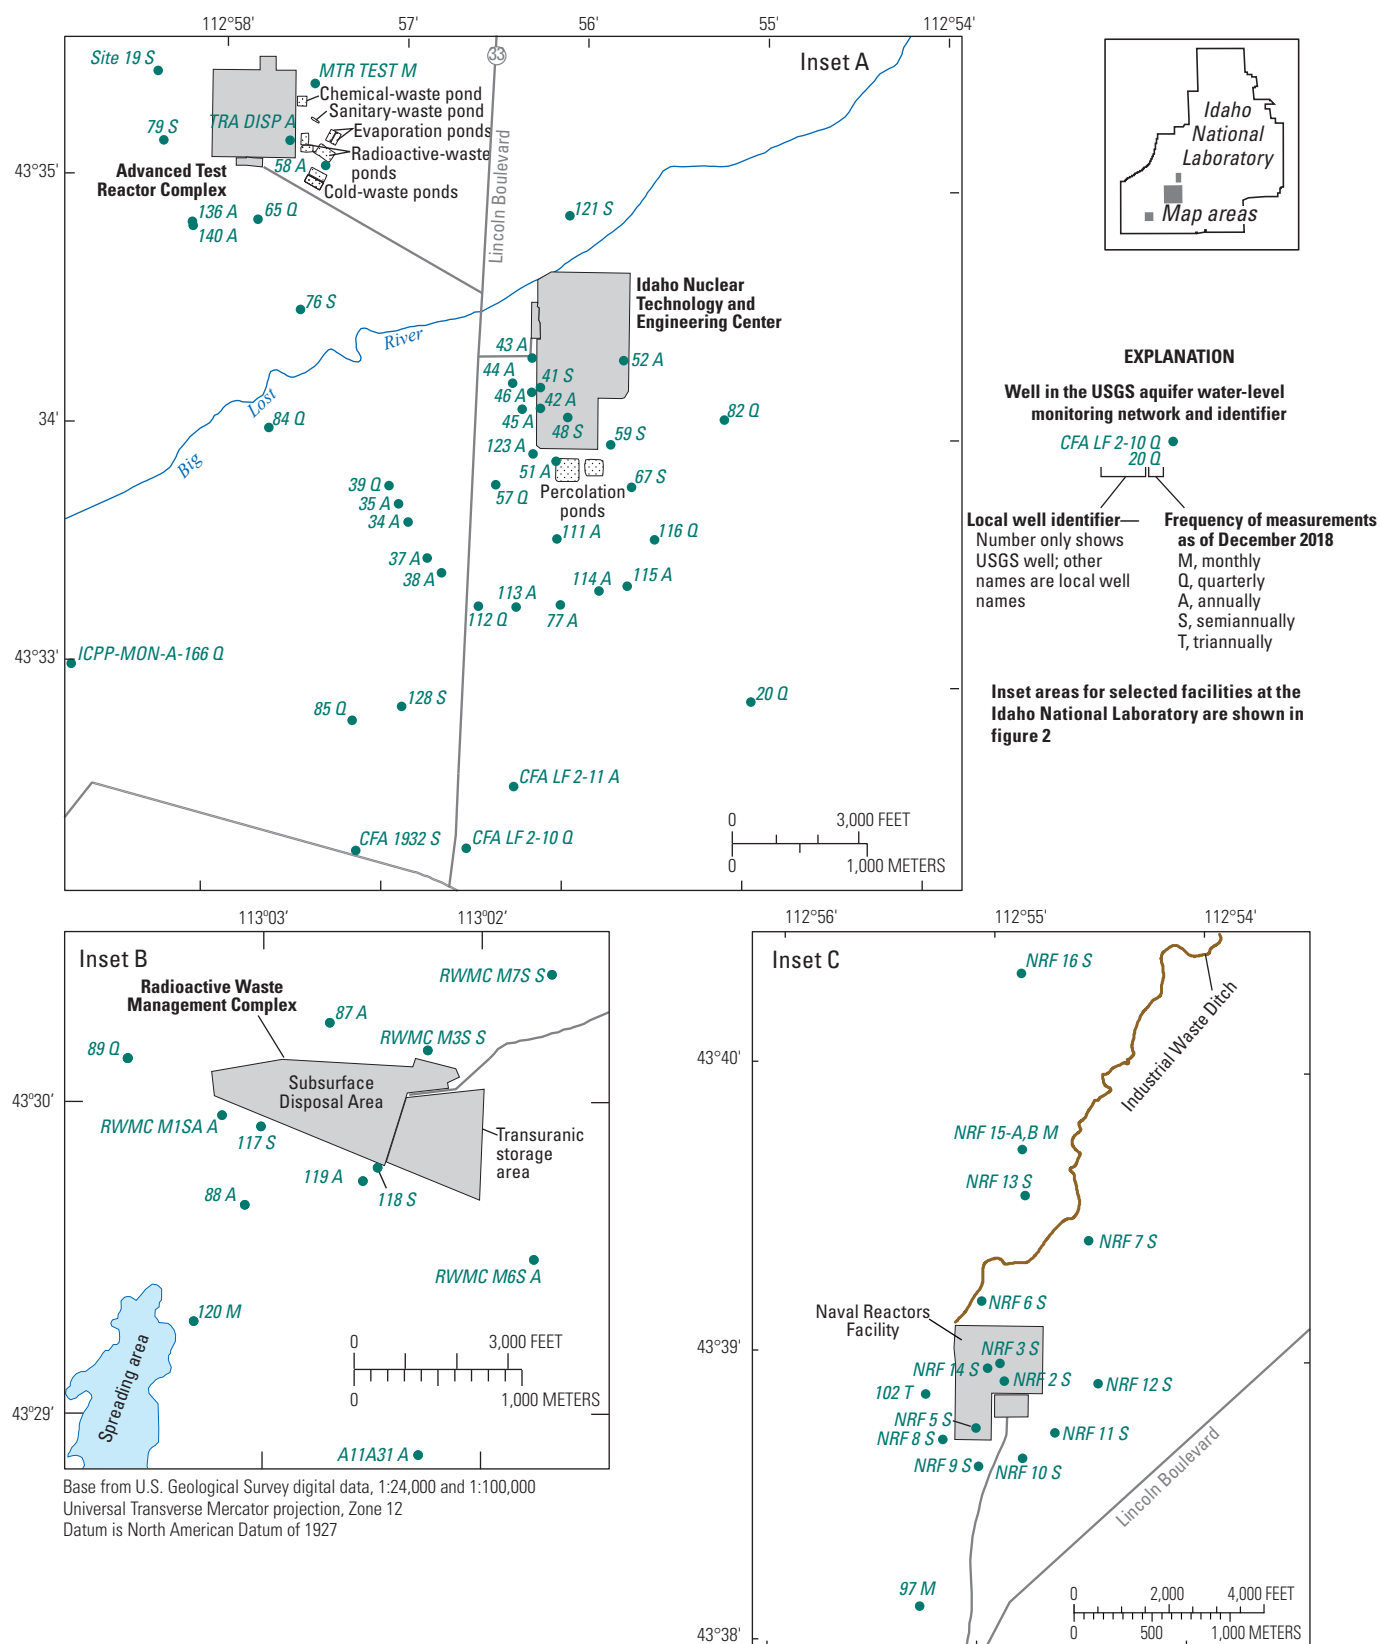 112°58'
57'
56'
55'
112°54'
Inset A
33
Site 19 S
MTR TEST M
Chemical-waste pond
Sanitary-waste pond
Evaporation ponds
Radioactive-waste
ponds
Cold-waste ponds
TRA DISP A
79 S
58 A
43°35'
Advanced Test
Reactor Complex
136 A
140 A
65 Q
Lincoln Boulevard
121 S
76 S
Idaho Nuclear
Technology and
Engineering Center
Big
Lost
River
43 A
52 A
44 A
41 S
46 A
42 A
45 A
48 S
82 Q
43°34'
84 Q
123 A
59 S
51 A
67 S
39 Q
57 Q
Percolation
ponds
35 A
34 A
111 A
116 Q
37 A
38 A
114 A
115 A
113 A
112 Q
77 A
43°33'
ICPP-MON-A-166 Q
128 S
85 Q
20 Q
CFA LF 2-11 A
CFA 1932 S
CFA LF 2-10 Q
0
3,000 FEET
0
1,000 METERS
Idaho
National
Laboratory
Map areas
EXPLANATION
Well in the USGS aquifer water-level
monitoring network and identifier
CFA LF 2-10 Q
20 Q
Local well identifier—
Number only shows
USGS well; other
names are local well
names
Frequency of measurements
as of December 2018
M, monthly
Q, quarterly
A, annually
S, semiannually
T, triannually
Inset areas for selected facilities at the
Idaho National Laboratory are shown in
figure 2
113°03'
113°02'
Inset B
RWMC M7S S
Radioactive Waste
Management Complex
87 A
RWMC M3S S
89 Q
Subsurface
Disposal Area
43°30'
RWMC M1SA A
117 S
Transuranic
storage
area
119 A
118 S
88 A
RWMC M6S A
120 M
Spreading area
0
3,000 FEET
0
1,000 METERS
43°29'
A11A31 A
Base from U.S. Geological Survey digital data, 1:24,000 and 1:100,000
Universal Transverse Mercator projection, Zone 12
Datum is North American Datum of 1927
112°56'
112°55'
112°54'
Inset C
NRF 16 S
Industrial Waste Ditch
43°40'
NRF 15-A,B M
NRF 13 S
NRF 7 S
NRF 6 S
Naval Reactors
Facility
43°39'
NRF 3 S
NRF 14 S
NRF 2 S
NRF 12 S
102 T
NRF 5 S
NRF 8 S
NRF 11 S
NRF 9 S
NRF 10 S
Lincoln Boulevard
97 M
0
2,000
4,000 FEET
0
500
1,000 METERS
43°38'